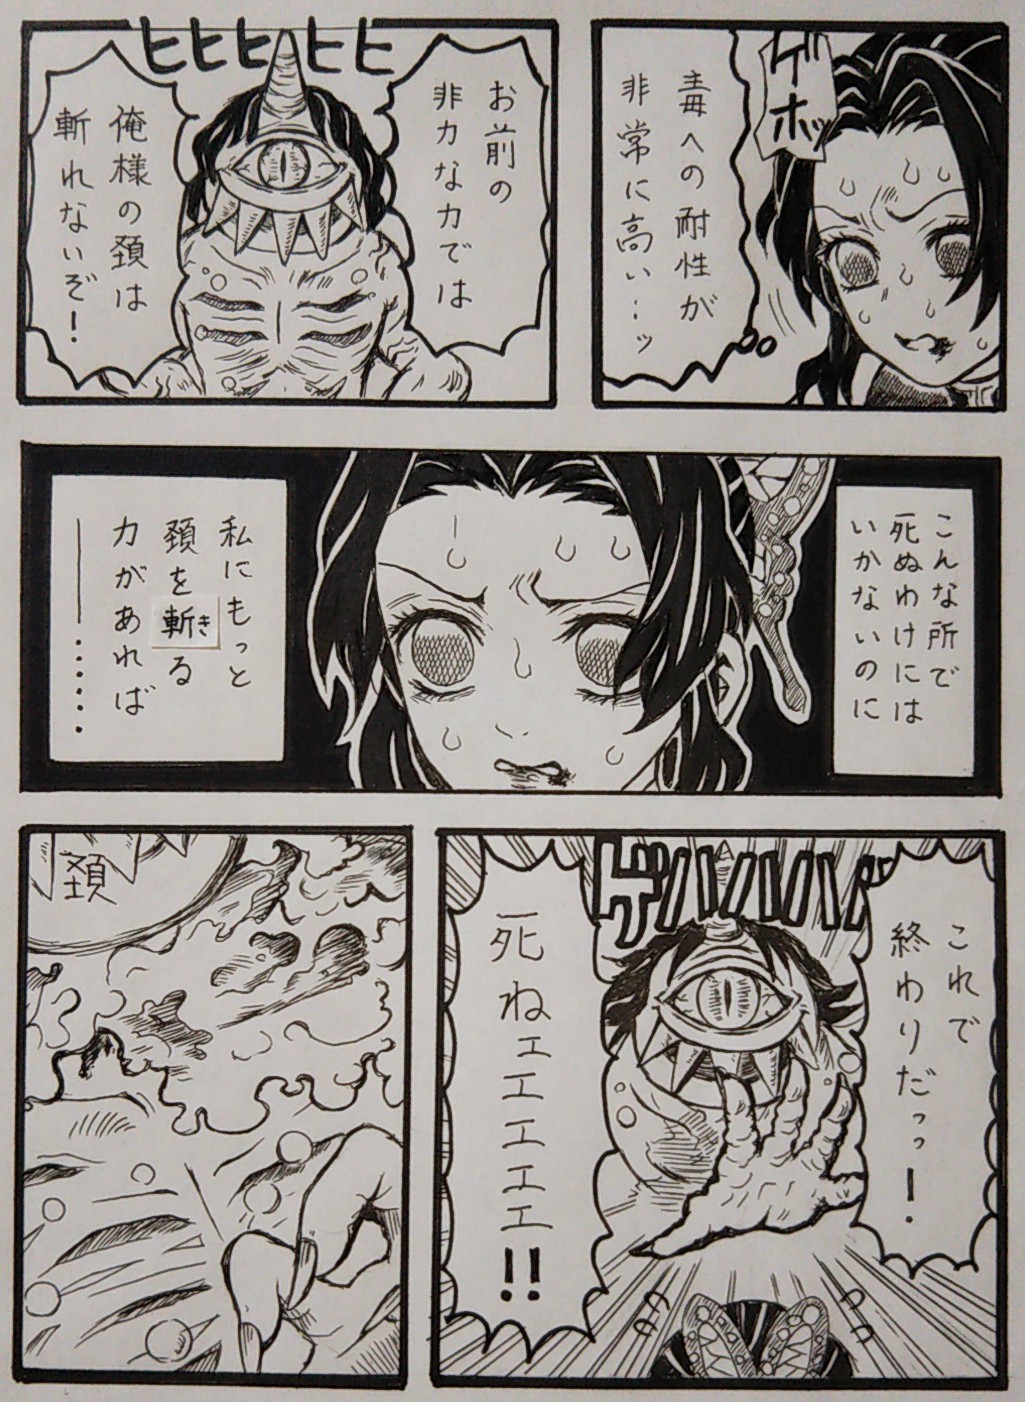 ゲホッ
毒への耐性が
非常に高い…ッ
ヒヒヒヒヒ
お前の
非力な力では
俺様の頚は
斬れないぞ!
こんな所で
死ぬわけには
いかないのに
私にもっと
頚を斬きる
力があれば
―――……
ゲハハハハ
これで
終わりだっっ!
死ねェエエエエエ!!
頚